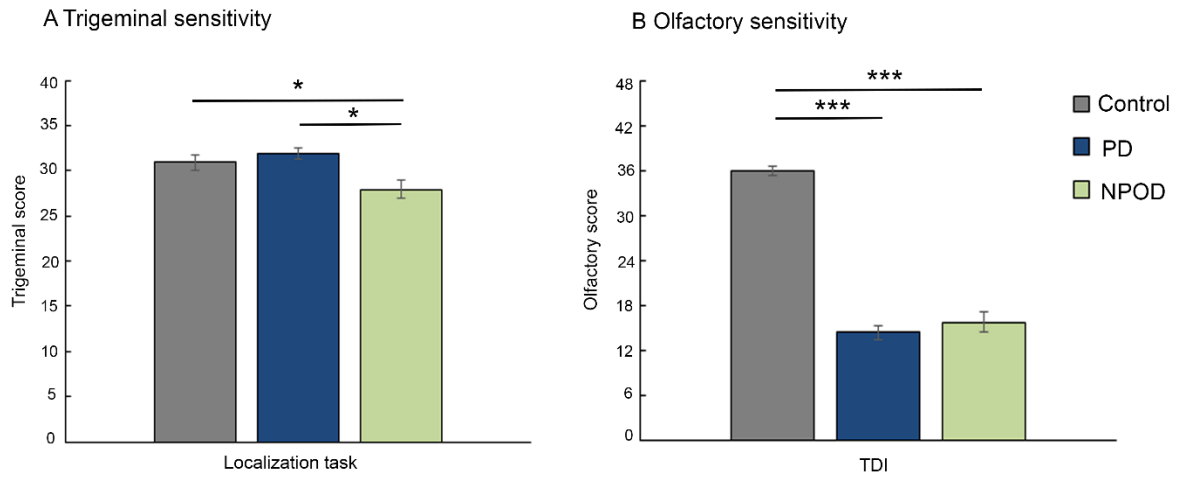 A Trigeminal sensitivity
40
35
30
25
20
15
10
5
0
Trigeminal score
*
*
Localization task
B Olfactory sensitivity
48
42
36
30
24
18
12
6
0
Olfactory score
***
***
TDI
Control
PD
NPOD